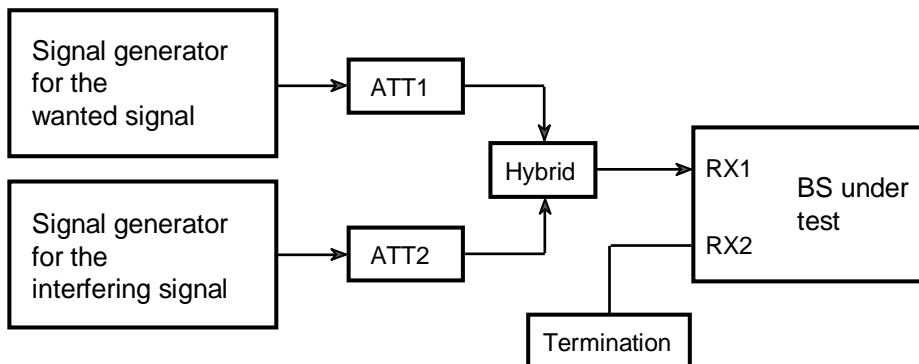 Signal generator
for the
wanted signal
ATT1
Hybrid
RX1
BS under
test
RX2
Signal generator
for the
interfering signal
ATT2
Termination